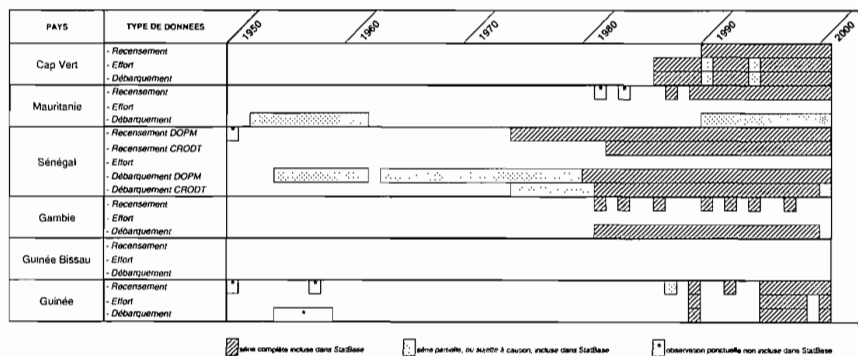 PAYS TYPE DE DONNEES 1950 1960 1970 1980 1990 2000
Cap Vert
- Recensement
- Effort
- Débarquement
Mauritanie
- Recensement
- Effort
- Débarquement
Sénégal
- Recensement DOPM
- Recensement CRODT
- Effort
- Débarquement DOPM
- Débarquement CRODT
Gambie
- Recensement
- Effort
- Débarquement
Guinée Bissau
- Recensement
- Effort
- Débarquement
Guinée
- Recensement
- Effort
- Débarquement
série complète incluse dans StatBase
série partielle, ou sujette à caution, incluse dans StatBase
* observation ponctuelle non incluse dans StatBase